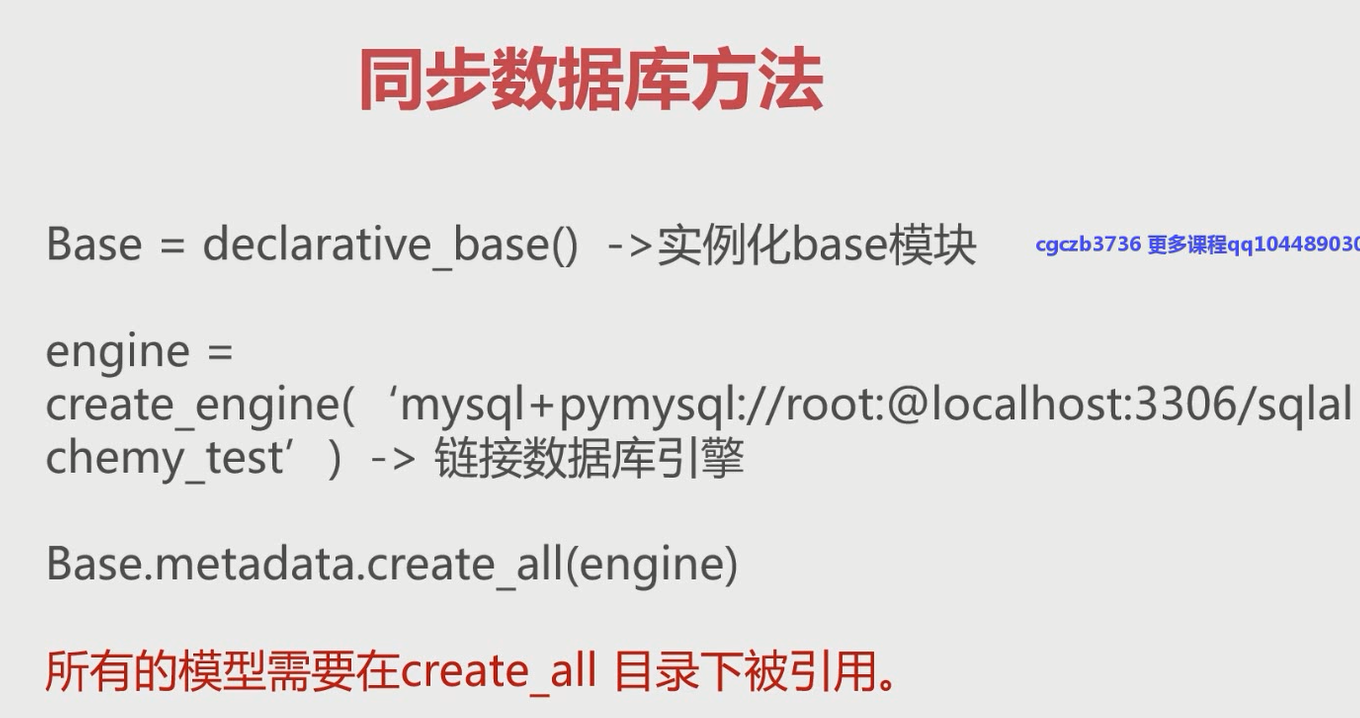 同步数据库方法
Base = declarative_base() ->实例化base模块
cgczb3736 更多课程qq10448903
engine =
create_engine(‘mysql+pymysql://root:@localhost:3306/sqlal
chemy_test’) -> 链接数据库引擎
Base.metadata.create_all(engine)
所有的模型需要在create_all 目录下被引用。